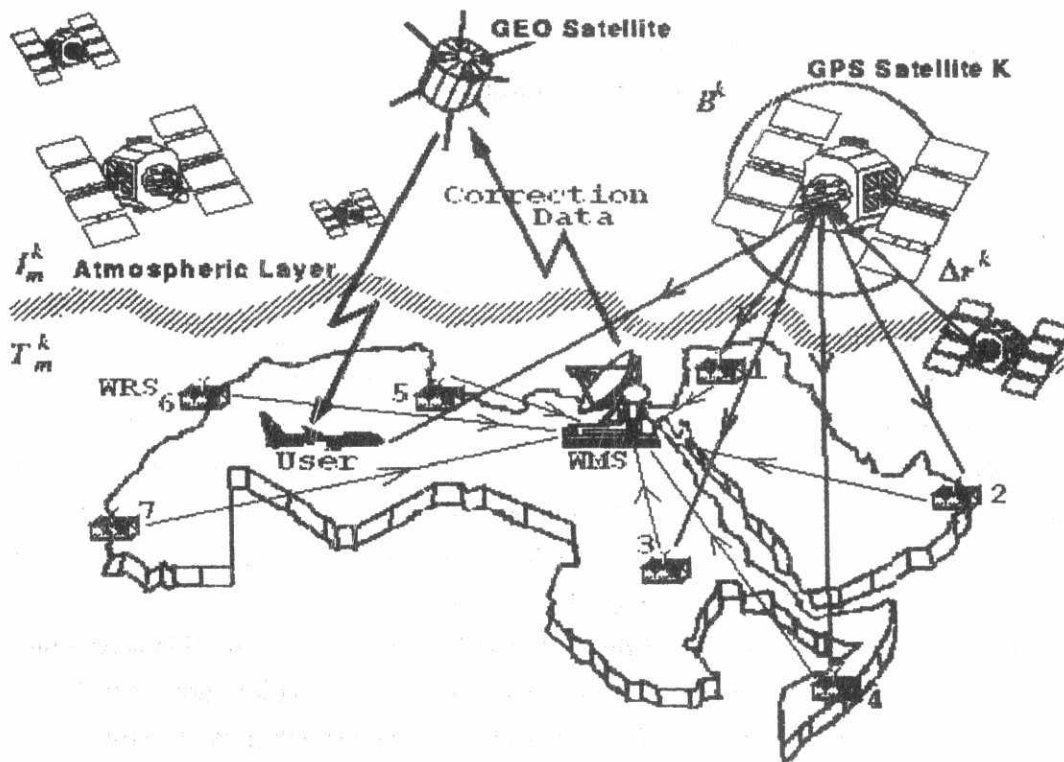 GEO Satellite
GPS Satellite K
B^k
Correction
Data
I_m^k
Atmospheric Layer
Δr^k
T_m^k
WRS
6
5
1
User
WMS
2
7
3
4